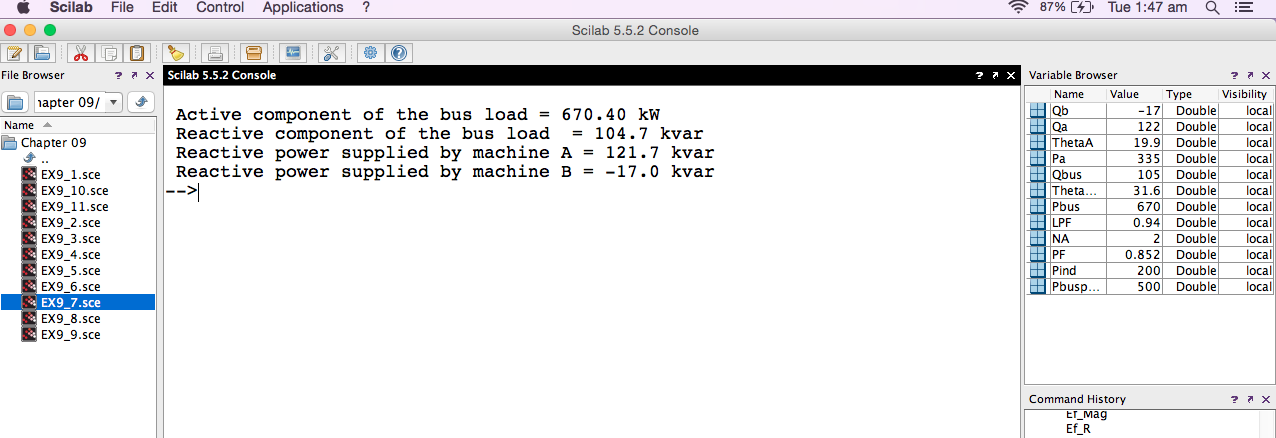 Scilab File Edit Control Applications ? 87% Tue 1:47 am
Scilab 5.5.2 Console
File Browser ? Scilab 5.5.2 Console ? Variable Browser ?
hapter 09/
Name
Chapter 09
..
EX9_1.sce
EX9_10.sce
EX9_11.sce
EX9_2.sce
EX9_3.sce
EX9_4.sce
EX9_5.sce
EX9_6.sce
EX9_7.sce
EX9_8.sce
EX9_9.sce
Active component of the bus load = 670.40 kW
Reactive component of the bus load  = 104.7 kvar
Reactive power supplied by machine A = 121.7 kvar
Reactive power supplied by machine B = -17.0 kvar
-->
Name Value Type Visibility
Qb -17 Double local
Qa 122 Double local
ThetaA 19.9 Double local
Pa 335 Double local
Qbus 105 Double local
Theta... 31.6 Double local
Pbus 670 Double local
LPF 0.94 Double local
NA 2 Double local
PF 0.852 Double local
Pind 200 Double local
Pbusp... 500 Double local
Command History ?
Ef_Mag
Ef_R